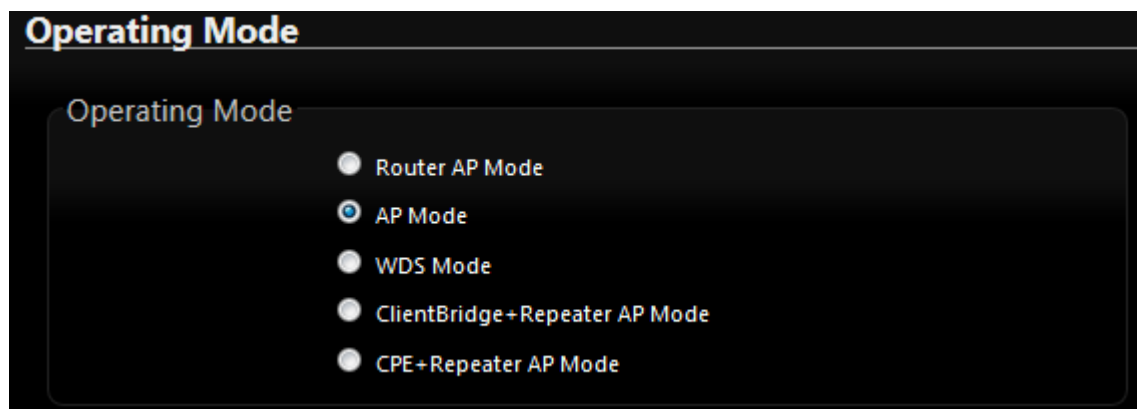 Operating Mode
Operating Mode
Router AP Mode
AP Mode
WDS Mode
ClientBridge+Repeater AP Mode
CPE+Repeater AP Mode